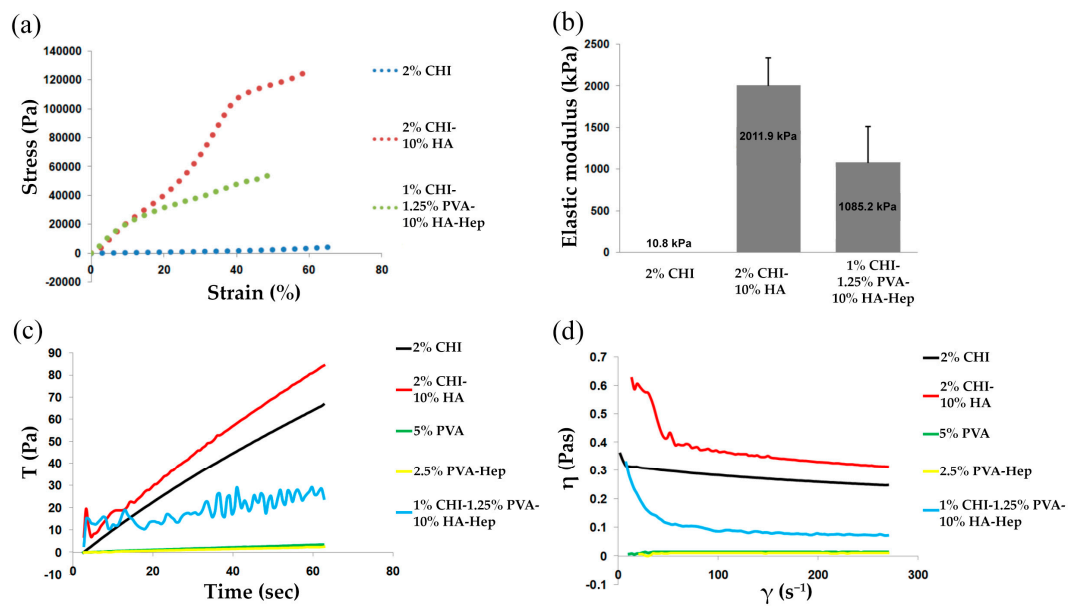 (a)
Stress (Pa)
140000
120000
100000
80000
60000
40000
20000
0
-20000
0
20
40
60
80
Strain (%)
2% CHI
2% CHI-
10% HA
1% CHI-
1.25% PVA-
10% HA-Hep
(b)
Elastic modulus (kPa)
2500
2000
1500
1000
500
0
10.8 kPa
2011.9 kPa
1085.2 kPa
2% CHI
2% CHI-
10% HA
1% CHI-
1.25% PVA-
10% HA-Hep
(c)
T (Pa)
90
80
70
60
50
40
30
20
10
0
-10
0
20
40
60
80
Time (sec)
2% CHI
2% CHI-
10% HA
5% PVA
2.5% PVA-Hep
1% CHI-1.25% PVA-
10% HA-Hep
(d)
η (Pas)
0.7
0.6
0.5
0.4
0.3
0.2
0.1
0
0
100
200
300
γ (s⁻¹)
2% CHI
2% CHI-
10% HA
5% PVA
2.5% PVA-Hep
1% CHI-1.25% PVA-
10% HA-Hep